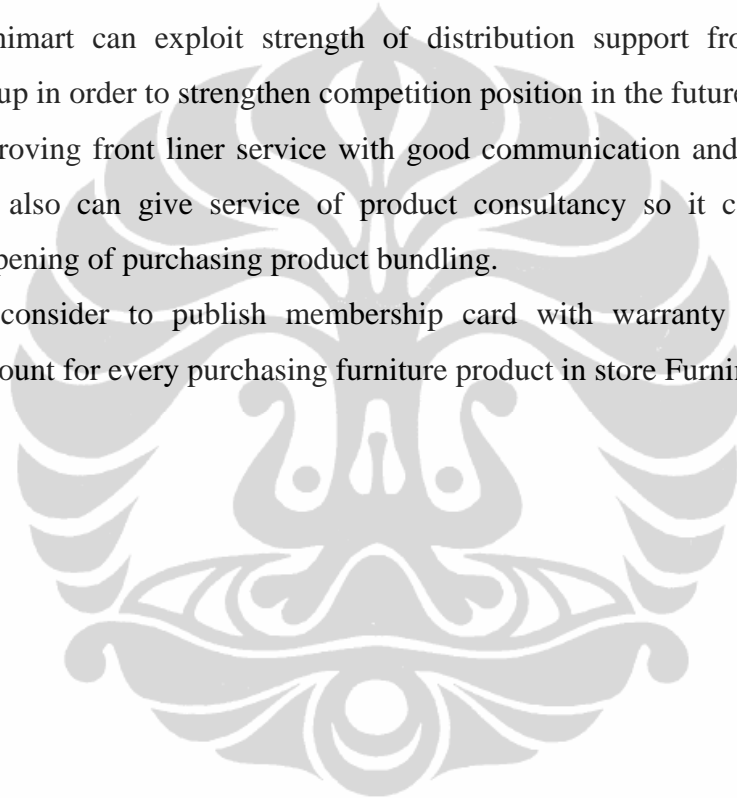 nimart can exploit strength of distribution support fro
up in order to strengthen competition position in the future
roving front liner service with good communication and
also can give service of product consultancy so it c
pening of purchasing product bundling.
consider to publish membership card with warranty
ount for every purchasing furniture product in store Furnin